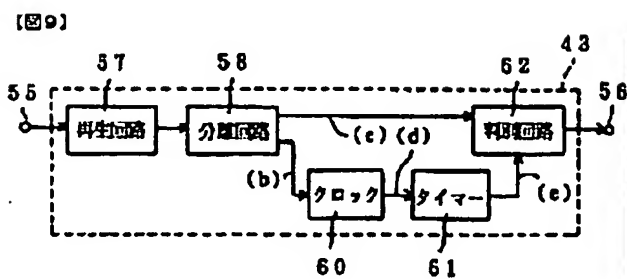 【図9】
57 58 62 43
55 56
再生回路 分離回路 判別回路
(c) (d)
(b) (e)
クロック タイマー
60 61